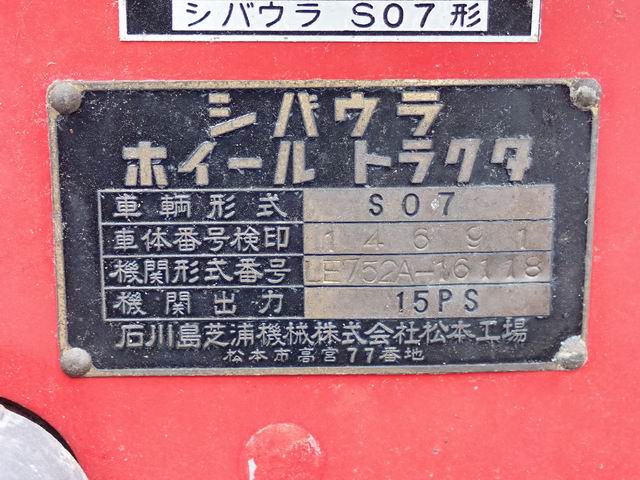 シバウラ S07形
シバウラ
ホイールトラクタ
車輌形式 S07
車体番号検印 14691
機関形式番号 LE752A-16118
機関出力 15PS
石川島芝浦機械株式会社松本工場
松本市高宮77番地